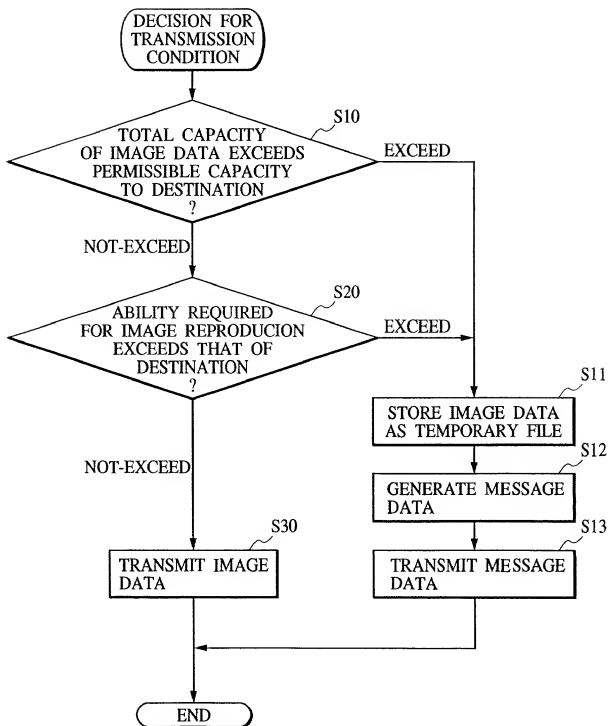 DECISION FOR
TRANSMISSION
CONDITION
S10
TOTAL CAPACITY
OF IMAGE DATA EXCEEDS
PERMISSIBLE CAPACITY
TO DESTINATION
?
EXCEED
NOT-EXCEED
S20
ABILITY REQUIRED
FOR IMAGE REPRODUCION
EXCEEDS THAT OF
DESTINATION
?
EXCEED
S11
STORE IMAGE DATA
AS TEMPORARY FILE
S12
GENERATE MESSAGE
DATA
NOT-EXCEED
S30
TRANSMIT IMAGE
DATA
S13
TRANSMIT MESSAGE
DATA
END